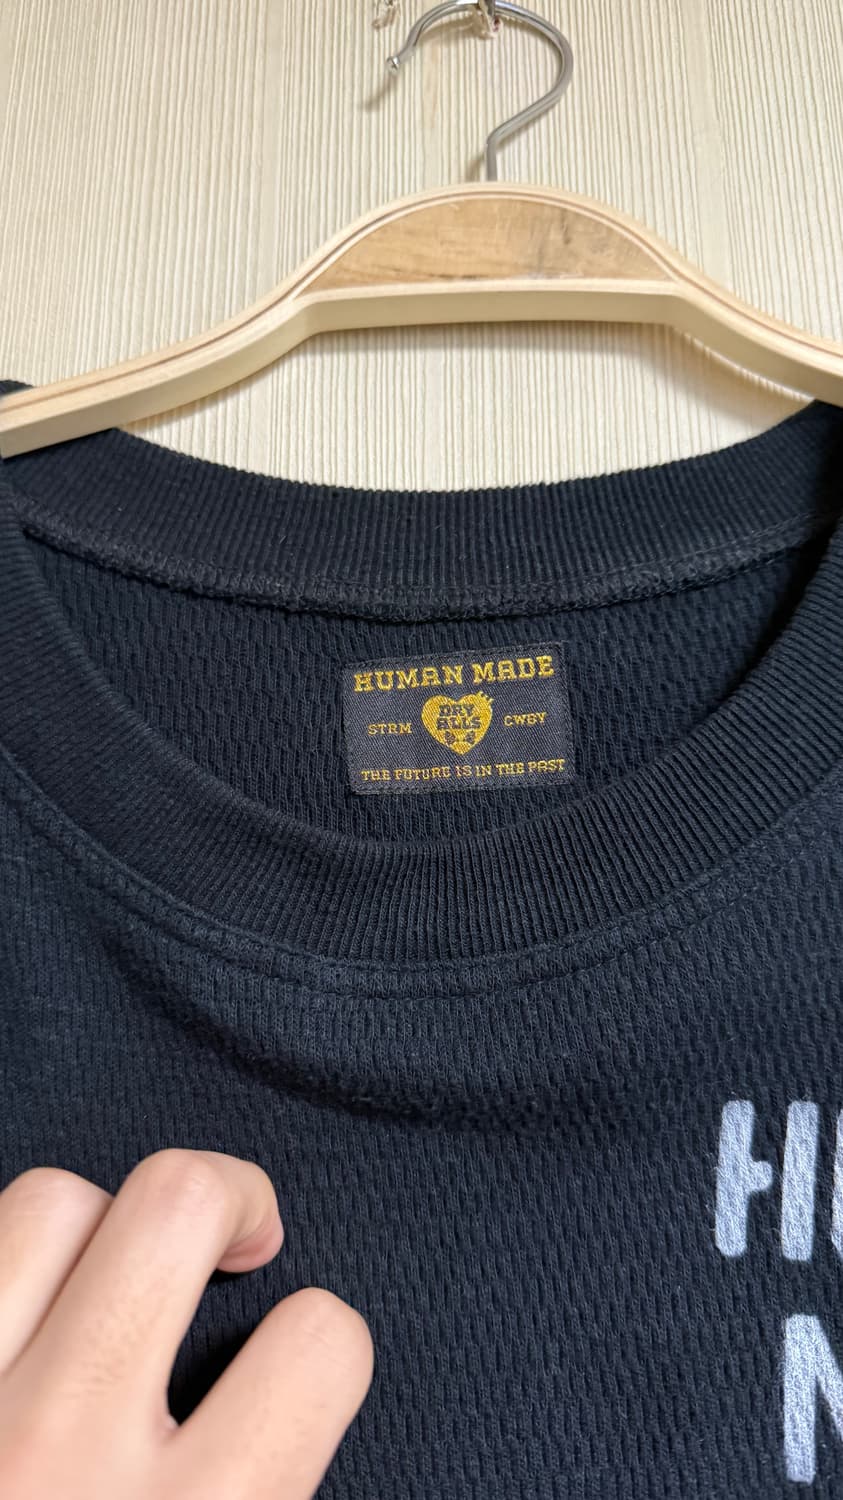 HUMAN MADE
DRY
ALLS
STRM CWBY
THE FUTURE IS IN THE PAST
H